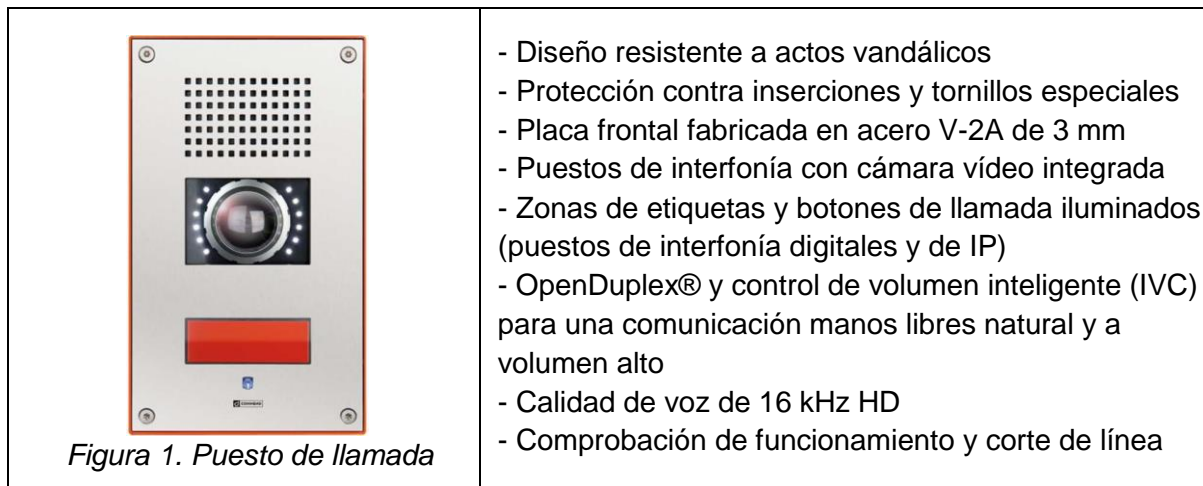 Figura 1. Puesto de llamada
- Diseño resistente a actos vandálicos
- Protección contra inserciones y tornillos especiales
- Placa frontal fabricada en acero V-2A de 3 mm
- Puestos de interfonía con cámara vídeo integrada
- Zonas de etiquetas y botones de llamada iluminados
(puestos de interfonía digitales y de IP)
- OpenDuplex® y control de volumen inteligente (IVC)
para una comunicación manos libres natural y a
volumen alto
- Calidad de voz de 16 kHz HD
- Comprobación de funcionamiento y corte de línea